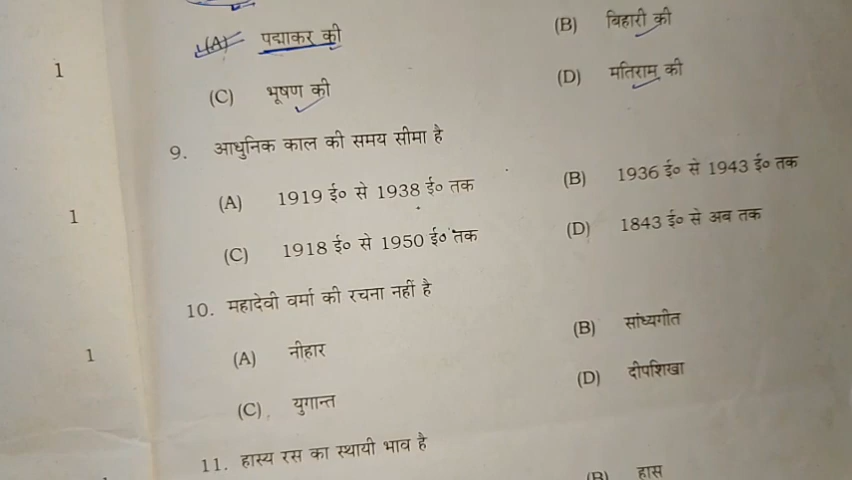 (A) पद्माकर की (B) बिहारी की
1
(C) भूषण की (D) मतिराम की
9. आधुनिक काल की समय सीमा है
(A) 1919 ई० से 1938 ई० तक (B) 1936 ई० से 1943 ई० तक
1
(C) 1918 ई० से 1950 ई० तक (D) 1843 ई० से अब तक
10. महादेवी वर्मा की रचना नहीं है
(A) नीहार (B) सांध्यगीत
1
(C) युगान्त (D) दीपशिखा
11. हास्य रस का स्थायी भाव है
(B) हास